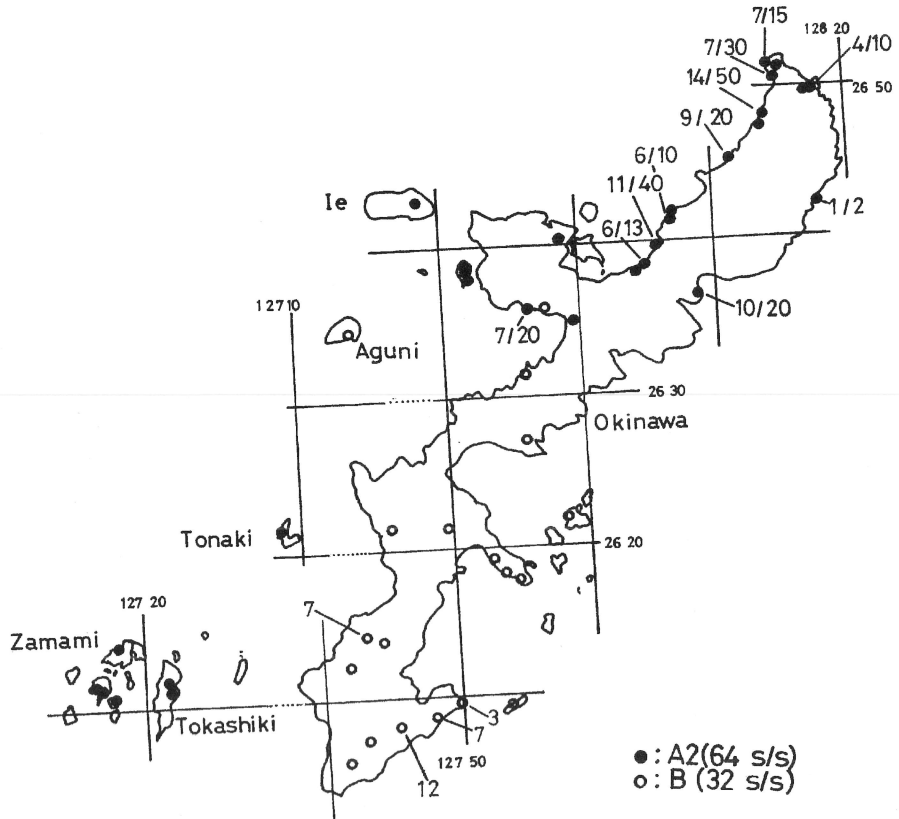 7/15
128 20
7/30
4/10
14/50
26 50
9/20
6/10
11/40
Ie
6/13
1/2
127 10
10/20
7/20
Aguni
26 30
Okinawa
Tonaki
26 20
127 20
7
Zamami
Tokashiki
3
7
127 50
12
●: A2(64 s/s)
○: B (32 s/s)